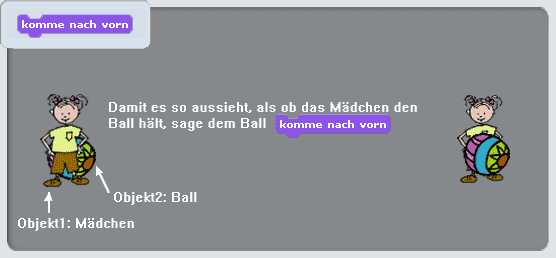 komme nach vorn
Damit es so aussieht, als ob das Mädchen den
Ball hält, sage dem Ball komme nach vorn
Objekt2: Ball
Objekt1: Mädchen